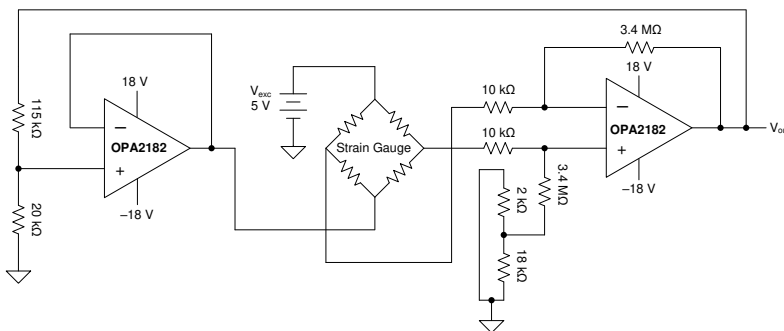 115 kΩ
20 kΩ
18 V
−
+
OPA2182
–18 V
Vexc
5 V
Strain Gauge
10 kΩ
10 kΩ
3.4 MΩ
18 V
−
+
OPA2182
–18 V
3.4 MΩ
2 kΩ
18 kΩ